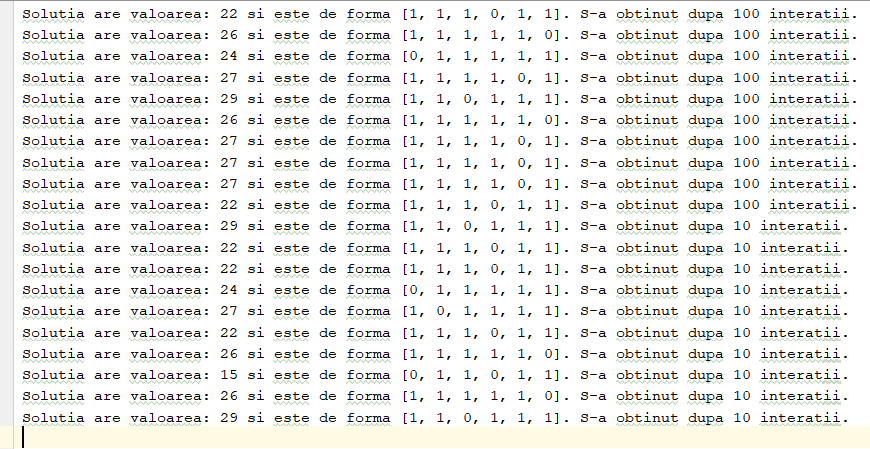 Solutia are valoarea: 22 si este de forma [1, 1, 1, 0, 1, 1]. S-a obtinut dupa 100 interatii.
Solutia are valoarea: 26 si este de forma [1, 1, 1, 1, 1, 0]. S-a obtinut dupa 100 interatii.
Solutia are valoarea: 24 si este de forma [0, 1, 1, 1, 1, 1]. S-a obtinut dupa 100 interatii.
Solutia are valoarea: 27 si este de forma [1, 1, 1, 1, 0, 1]. S-a obtinut dupa 100 interatii.
Solutia are valoarea: 29 si este de forma [1, 1, 0, 1, 1, 1]. S-a obtinut dupa 100 interatii.
Solutia are valoarea: 26 si este de forma [1, 1, 1, 1, 1, 0]. S-a obtinut dupa 100 interatii.
Solutia are valoarea: 27 si este de forma [1, 1, 1, 1, 0, 1]. S-a obtinut dupa 100 interatii.
Solutia are valoarea: 27 si este de forma [1, 1, 1, 1, 0, 1]. S-a obtinut dupa 100 interatii.
Solutia are valoarea: 27 si este de forma [1, 1, 1, 1, 0, 1]. S-a obtinut dupa 100 interatii.
Solutia are valoarea: 22 si este de forma [1, 1, 1, 0, 1, 1]. S-a obtinut dupa 100 interatii.
Solutia are valoarea: 29 si este de forma [1, 1, 0, 1, 1, 1]. S-a obtinut dupa 10 interatii.
Solutia are valoarea: 22 si este de forma [1, 1, 1, 0, 1, 1]. S-a obtinut dupa 10 interatii.
Solutia are valoarea: 22 si este de forma [1, 1, 1, 0, 1, 1]. S-a obtinut dupa 10 interatii.
Solutia are valoarea: 24 si este de forma [0, 1, 1, 1, 1, 1]. S-a obtinut dupa 10 interatii.
Solutia are valoarea: 27 si este de forma [1, 0, 1, 1, 1, 1]. S-a obtinut dupa 10 interatii.
Solutia are valoarea: 22 si este de forma [1, 1, 1, 0, 1, 1]. S-a obtinut dupa 10 interatii.
Solutia are valoarea: 26 si este de forma [1, 1, 1, 1, 1, 0]. S-a obtinut dupa 10 interatii.
Solutia are valoarea: 15 si este de forma [0, 1, 1, 0, 1, 1]. S-a obtinut dupa 10 interatii.
Solutia are valoarea: 26 si este de forma [1, 1, 1, 1, 1, 0]. S-a obtinut dupa 10 interatii.
Solutia are valoarea: 29 si este de forma [1, 1, 0, 1, 1, 1]. S-a obtinut dupa 10 interatii.